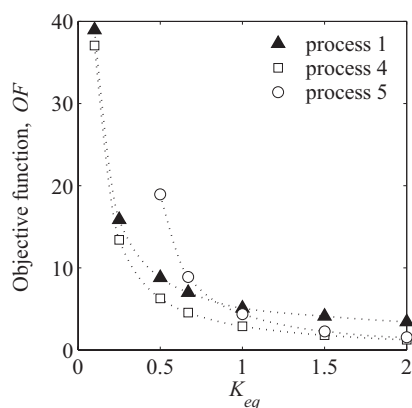 40
30
20
10
0
Objective function, OF
process 1
process 4
process 5
0 0.5 1 1.5 2
K_eq